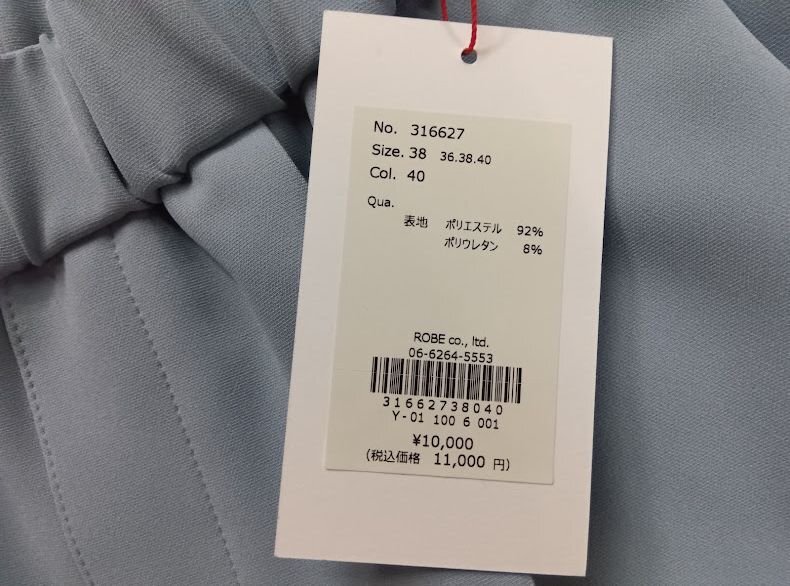 No. 316627
Size. 38 36.38.40
Col. 40
Qua.
表地 ポリエステル 92%
ポリウレタン 8%
ROBE co., ltd.
06-6264-5553
31662738040
Y-01 100 6 001
¥10,000
(税込価格 11,000 円)